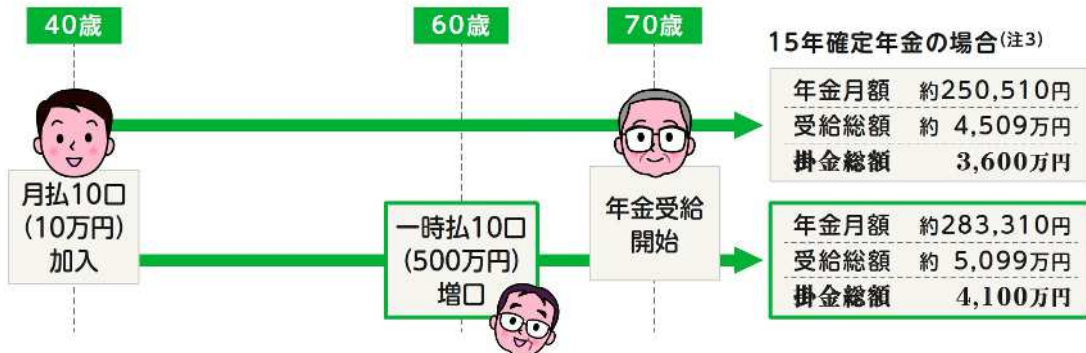 40歳
60歳
70歳
15年確定年金の場合(注3)
年金月額 約250,510円
受給総額 約 4,509万円
掛金総額 3,600万円
月払10口
(10万円)
加入
一時払10口
(500万円)
増口
年金受給
開始
年金月額 約283,310円
受給総額 約 5,099万円
掛金総額 4,100万円